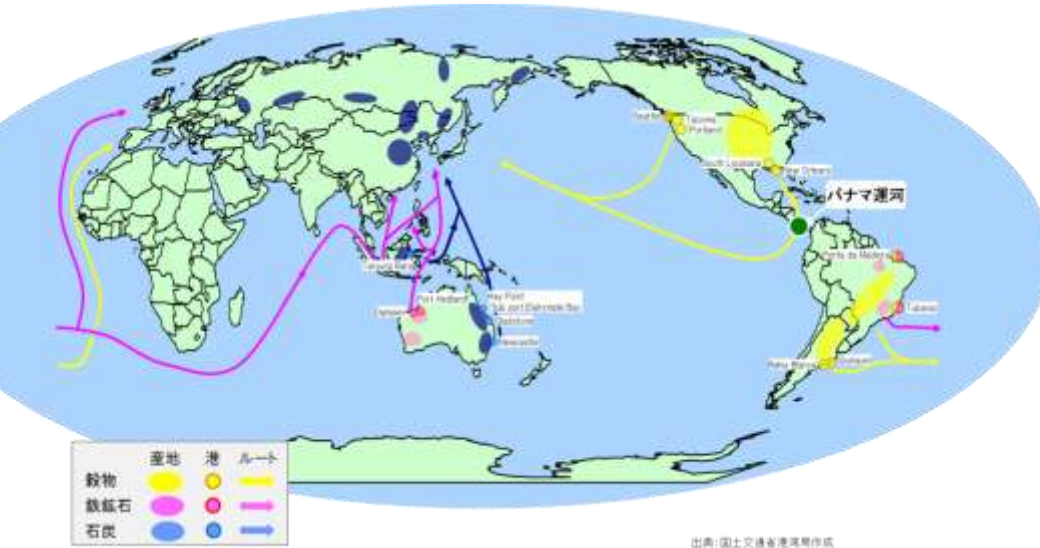 Seattle
Tacoma
Portland
South Louisiana
New Orleans
パナマ運河
Ponta da Madeira
Tubarao
Tanjung Bara
Port Hedland
Dampier
Hay Point
Gladstone
Newcastle
産地 港 ルート
穀物
鉄鉱石
石炭
出典：国土交通省港湾局作成